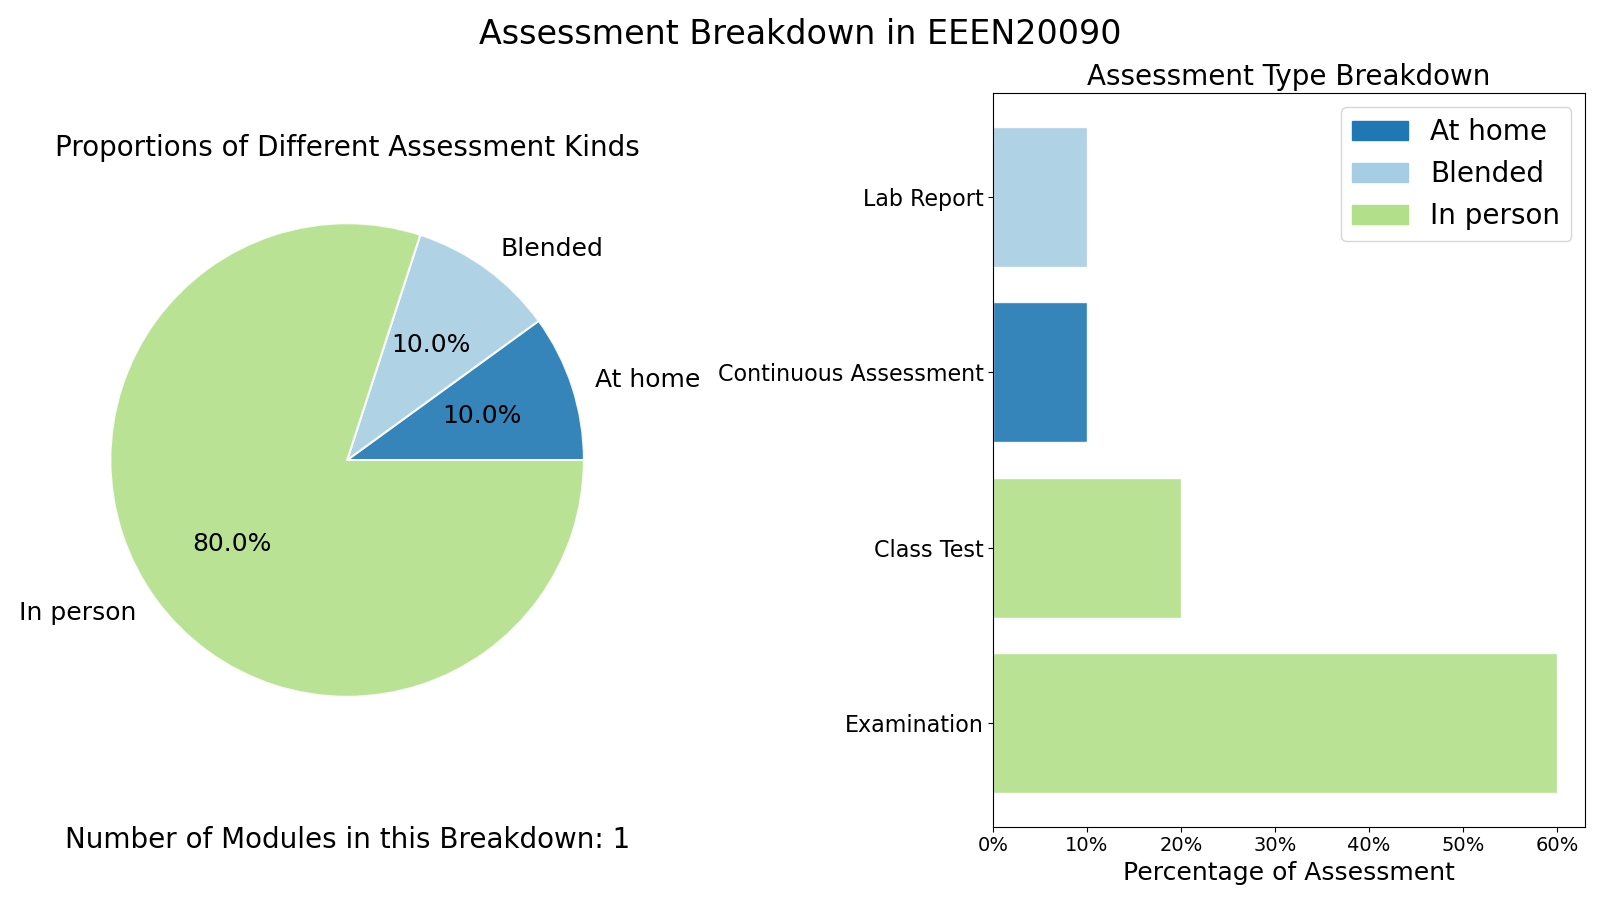 Assessment Breakdown in EEEN20090
Proportions of Different Assessment Kinds
Blended
10.0%
At home
10.0%
80.0%
In person
Number of Modules in this Breakdown: 1
Assessment Type Breakdown
At home
Blended
In person
Lab Report
Continuous Assessment
Class Test
Examination
0% 10% 20% 30% 40% 50% 60%
Percentage of Assessment